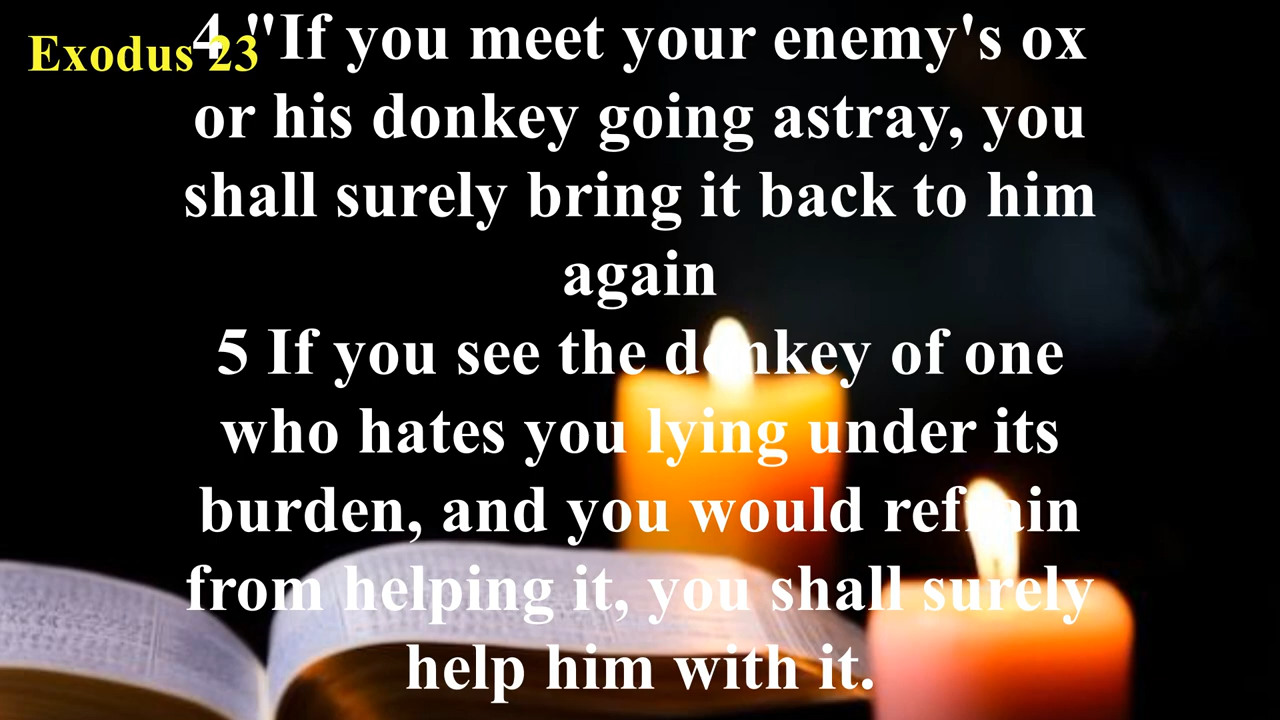 Exodus 23
4 "If you meet your enemy's ox
or his donkey going astray, you
shall surely bring it back to him
again
5 If you see the donkey of one
who hates you lying under its
burden, and you would refrain
from helping it, you shall surely
help him with it.